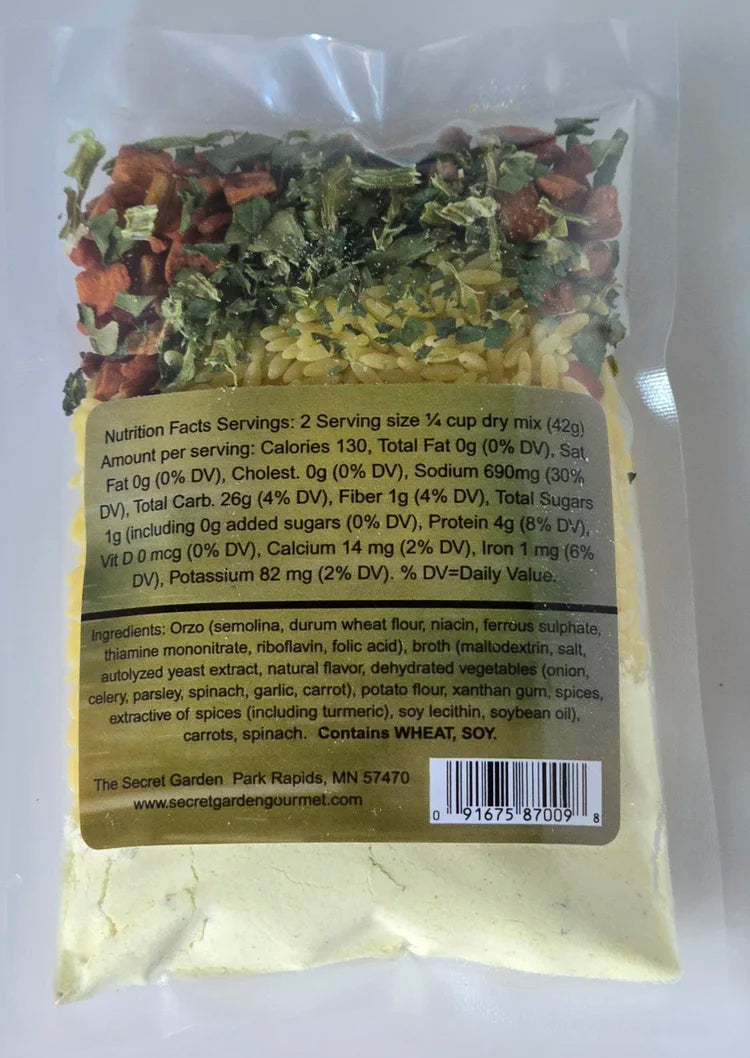 Nutrition Facts Servings: 2 Serving size ¼ cup dry mix (42g)
Amount per serving: Calories 130, Total Fat 0g (0% DV), Sat.
Fat 0g (0% DV), Cholest. 0g (0% DV), Sodium 690mg (30%
DV), Total Carb. 26g (4% DV), Fiber 1g (4% DV), Total Sugars
1g (including 0g added sugars (0% DV), Protein 4g (8% DV),
Vit D 0 mcg (0% DV), Calcium 14 mg (2% DV), Iron 1 mg (6%
DV), Potassium 82 mg (2% DV). % DV=Daily Value.
Ingredients: Orzo (semolina, durum wheat flour, niacin, ferrous sulphate,
thiamine mononitrate, riboflavin, folic acid), broth (maltodextrin, salt,
autolyzed yeast extract, natural flavor, dehydrated vegetables (onion,
celery, parsley, spinach, garlic, carrot), potato flour, xanthan gum, spices,
extractive of spices (including turmeric), soy lecithin, soybean oil),
carrots, spinach. Contains WHEAT, SOY.
The Secret Garden Park Rapids, MN 57470
www.secretgardengourmet.com
0 91675 87009 8